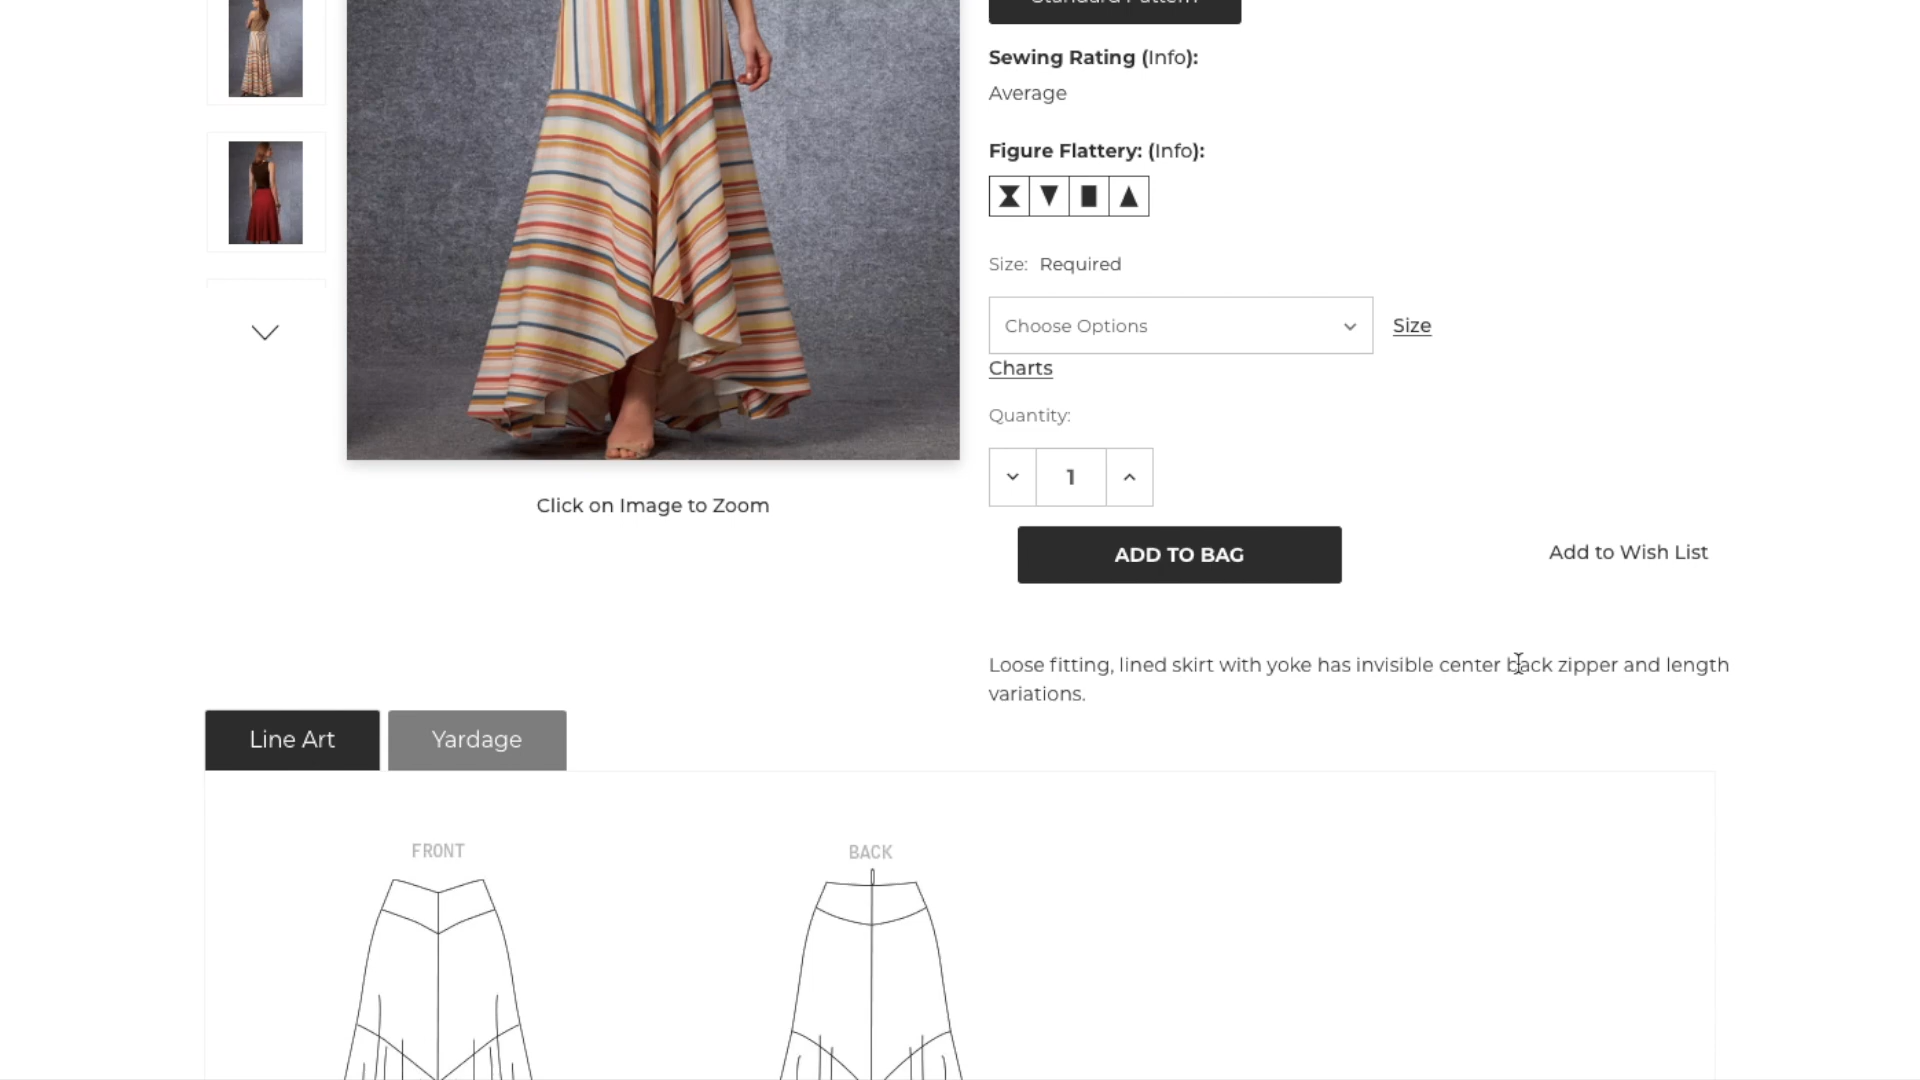 Standard Pattern
Sewing Rating (Info):
Average
Figure Flattery: (Info):
Size: Required
Choose Options
Size
Charts
Quantity:
1
Click on Image to Zoom
ADD TO BAG
Add to Wish List
Loose fitting, lined skirt with yoke has invisible center back zipper and length
variations.
Line Art
Yardage
FRONT
BACK